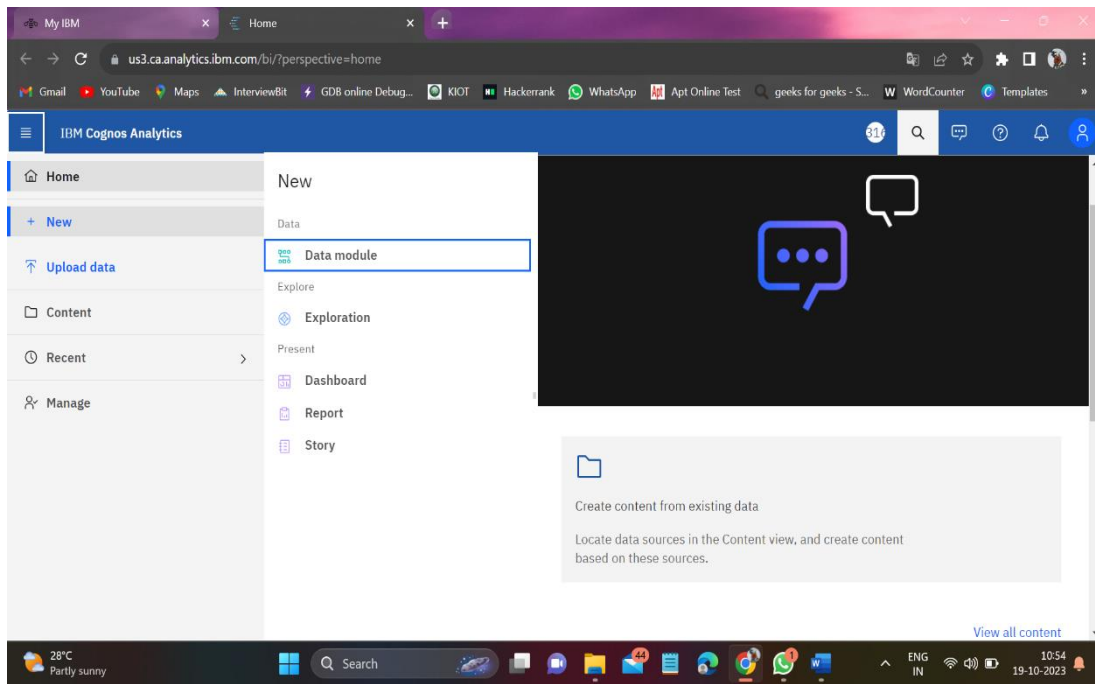 My IBM
Home
us3.ca.analytics.ibm.com/bi/?perspective=home
Gmail YouTube Maps InterviewBit GDB online Debug... KIOT Hackerrank WhatsApp Apt Online Test geeks for geeks - S... WordCounter Templates »
IBM Cognos Analytics
316
Home
New
Upload data
Content
Recent
Manage
New
Data
Data module
Explore
Exploration
Present
Dashboard
Report
Story
Create content from existing data
Locate data sources in the Content view, and create content
based on these sources.
View all content
28°C
Partly sunny
Search
44
1
ENG
IN
10:54
19-10-2023